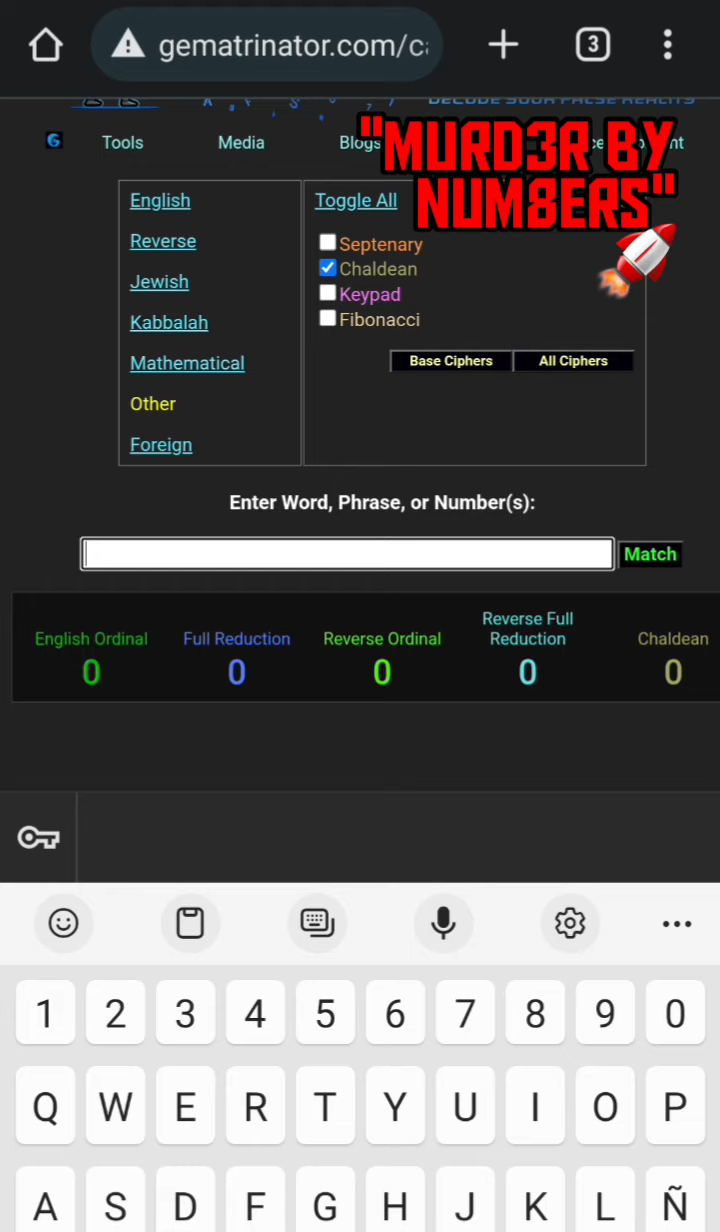 gematrinator.com/c
3
"MURD3R BY
NUM8ERS"
Tools
Media
Blogs
English
Reverse
Jewish
Kabbalah
Mathematical
Other
Foreign
Toggle All
Septenary
Chaldean
Keypad
Fibonacci
Base Ciphers
All Ciphers
Enter Word, Phrase, or Number(s):
Match
English Ordinal
0
Full Reduction
0
Reverse Ordinal
0
Reverse Full
Reduction
0
Chaldean
0
1 2 3 4 5 6 7 8 9 0
Q W E R T Y U I O P
A S D F G H J K L Ñ